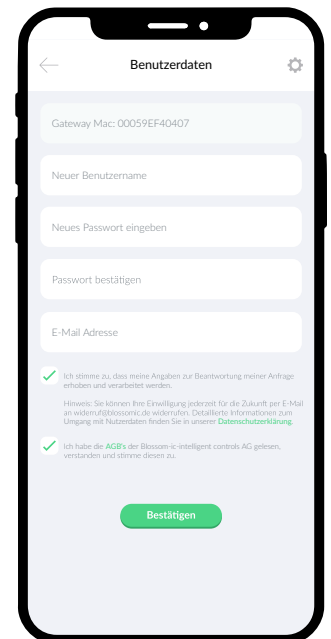 Benutzerdaten
Gateway Mac: 00059EF40407
Neuer Benutzername
Neues Passwort eingeben
Passwort bestätigen
E-Mail Adresse
Ich stimme zu, dass meine Angaben zur Beantwortung meiner Anfrage
erhoben und verarbeitet werden.
Hinweis: Sie können Ihre Einwilligung jederzeit für die Zukunft per E-Mail
an widerruf@blossomic.de widerrufen. Detaillierte Informationen zum
Umgang mit Nutzerdaten finden Sie in unserer Datenschutzerklärung.
Ich habe die AGB's der Blossom-ic-intelligent controls AG gelesen,
verstanden und stimme diesen zu.
Bestätigen